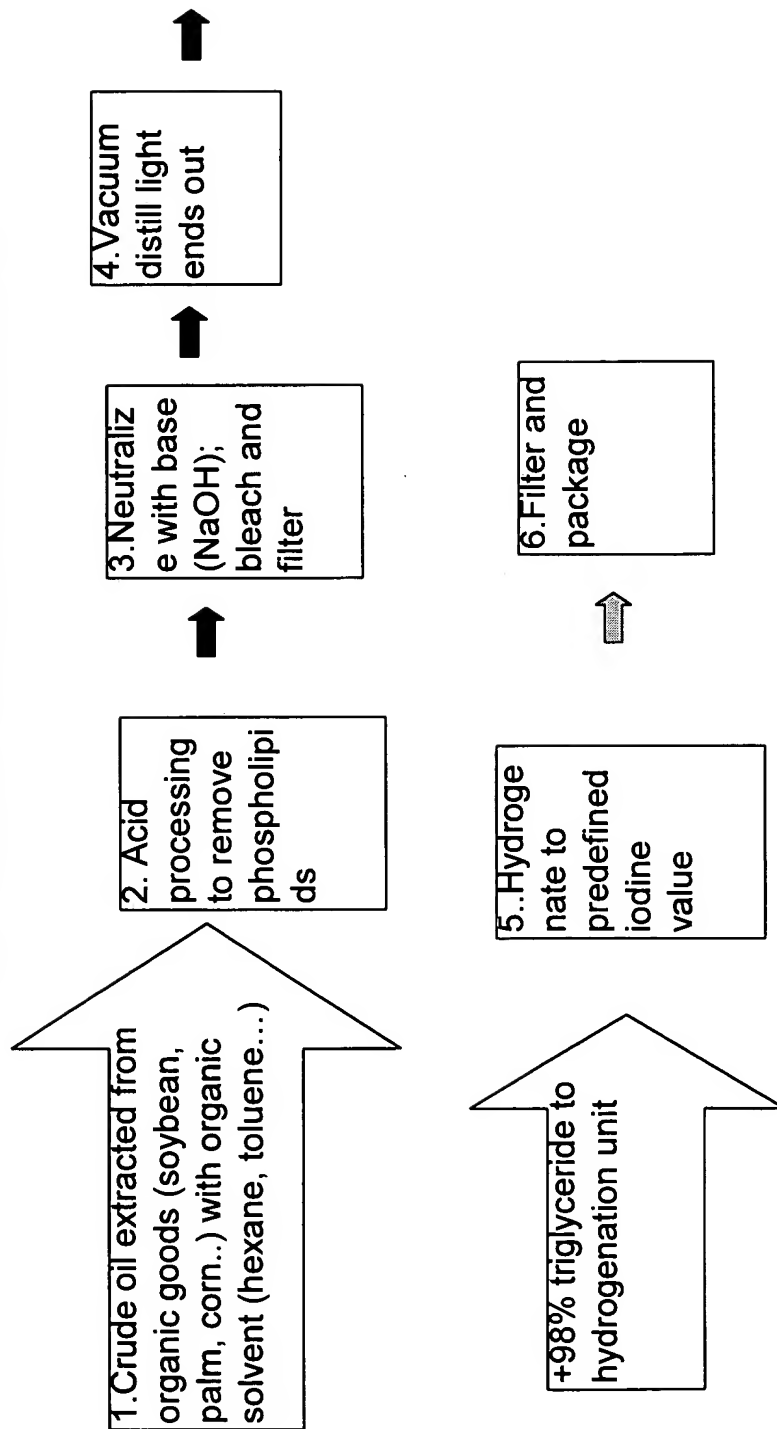 1.Crude oil extracted from
organic goods (soybean,
palm, corn..) with organic
solvent (hexane, toluene...)
2. Acid
processing
to remove
phospholipi
ds
3.Neutraliz
e with base
(NaOH);
bleach and
filter
4.Vacuum
distill light
ends out
+98% triglyceride to
hydrogenation unit
5..Hydroge
nate to
predefined
iodine
value
6.Filter and
package